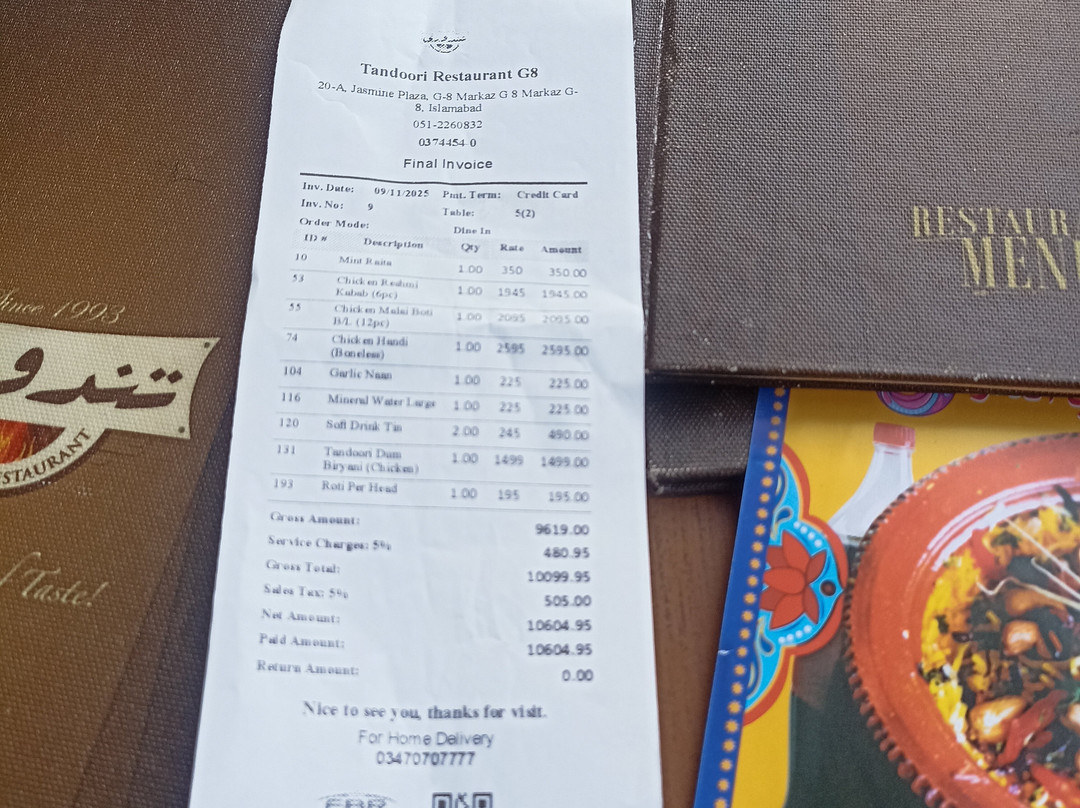 تندوری
Tandoori Restaurant G8
20-A, Jasmine Plaza, G-8 Markaz G 8 Markaz G-
8, Islamabad
051-2260832
0374454-0
Final Invoice
Inv. Date: 09/11/2025 Pmt. Term: Credit Card
Inv. No: 9 Table: 5(2)
Order Mode: Dine In
ID # Description Qty Rate Amount
10 Mint Raita 1.00 350 350.00
53 Chicken Reshmi
Kabab (6pc) 1.00 1945 1945.00
55 Chicken Malai Boti
B/L (12pc) 1.00 2095 2095.00
74 Chicken Handi
(Boneless) 1.00 2595 2595.00
104 Garlic Naan 1.00 225 225.00
116 Mineral Water Large 1.00 225 225.00
120 Soft Drink Tin 2.00 245 490.00
131 Tandoori Dum
Biryani (Chicken) 1.00 1499 1499.00
193 Roti Per Head 1.00 195 195.00
Gross Amount: 9619.00
Service Charges: 5% 480.95
Gross Total: 10099.95
Sales Tax: 5% 505.00
Net Amount: 10604.95
Paid Amount: 10604.95
Return Amount: 0.00
Nice to see you, thanks for visit.
For Home Delivery
03470707777
FBR
Since 1993
تندو
ESTAURANT
of Taste!
RESTAUR
MEN